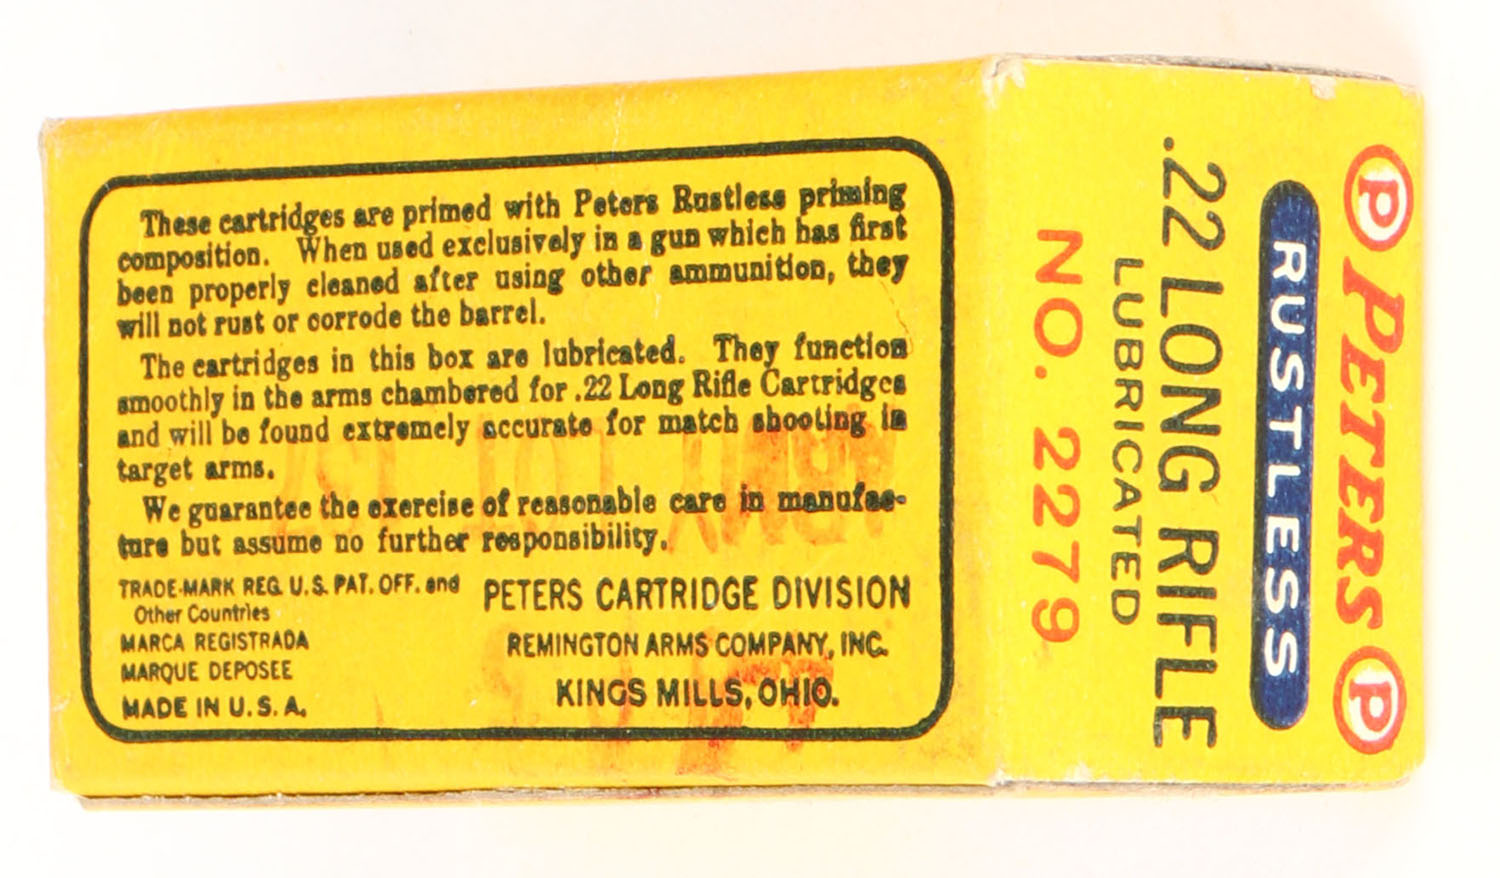 These cartridges are primed with Peters Rustless priming
composition. When used exclusively in a gun which has first
been properly cleaned after using other ammunition, they
will not rust or corrode the barrel.
The cartridges in this box are lubricated. They function
smoothly in the arms chambered for .22 Long Rifle Cartridges
and will be found extremely accurate for match shooting in
target arms.
We guarantee the exercise of reasonable care in manufac-
ture but assume no further responsibility.
TRADE-MARK REG. U.S. PAT. OFF. and
Other Countries
MARCA REGISTRADA
MARQUE DEPOSEE
MADE IN U.S.A.
PETERS CARTRIDGE DIVISION
REMINGTON ARMS COMPANY, INC.
KINGS MILLS, OHIO.
P PETERS P
RUSTLESS
.22 LONG RIFLE
LUBRICATED
NO. 2279